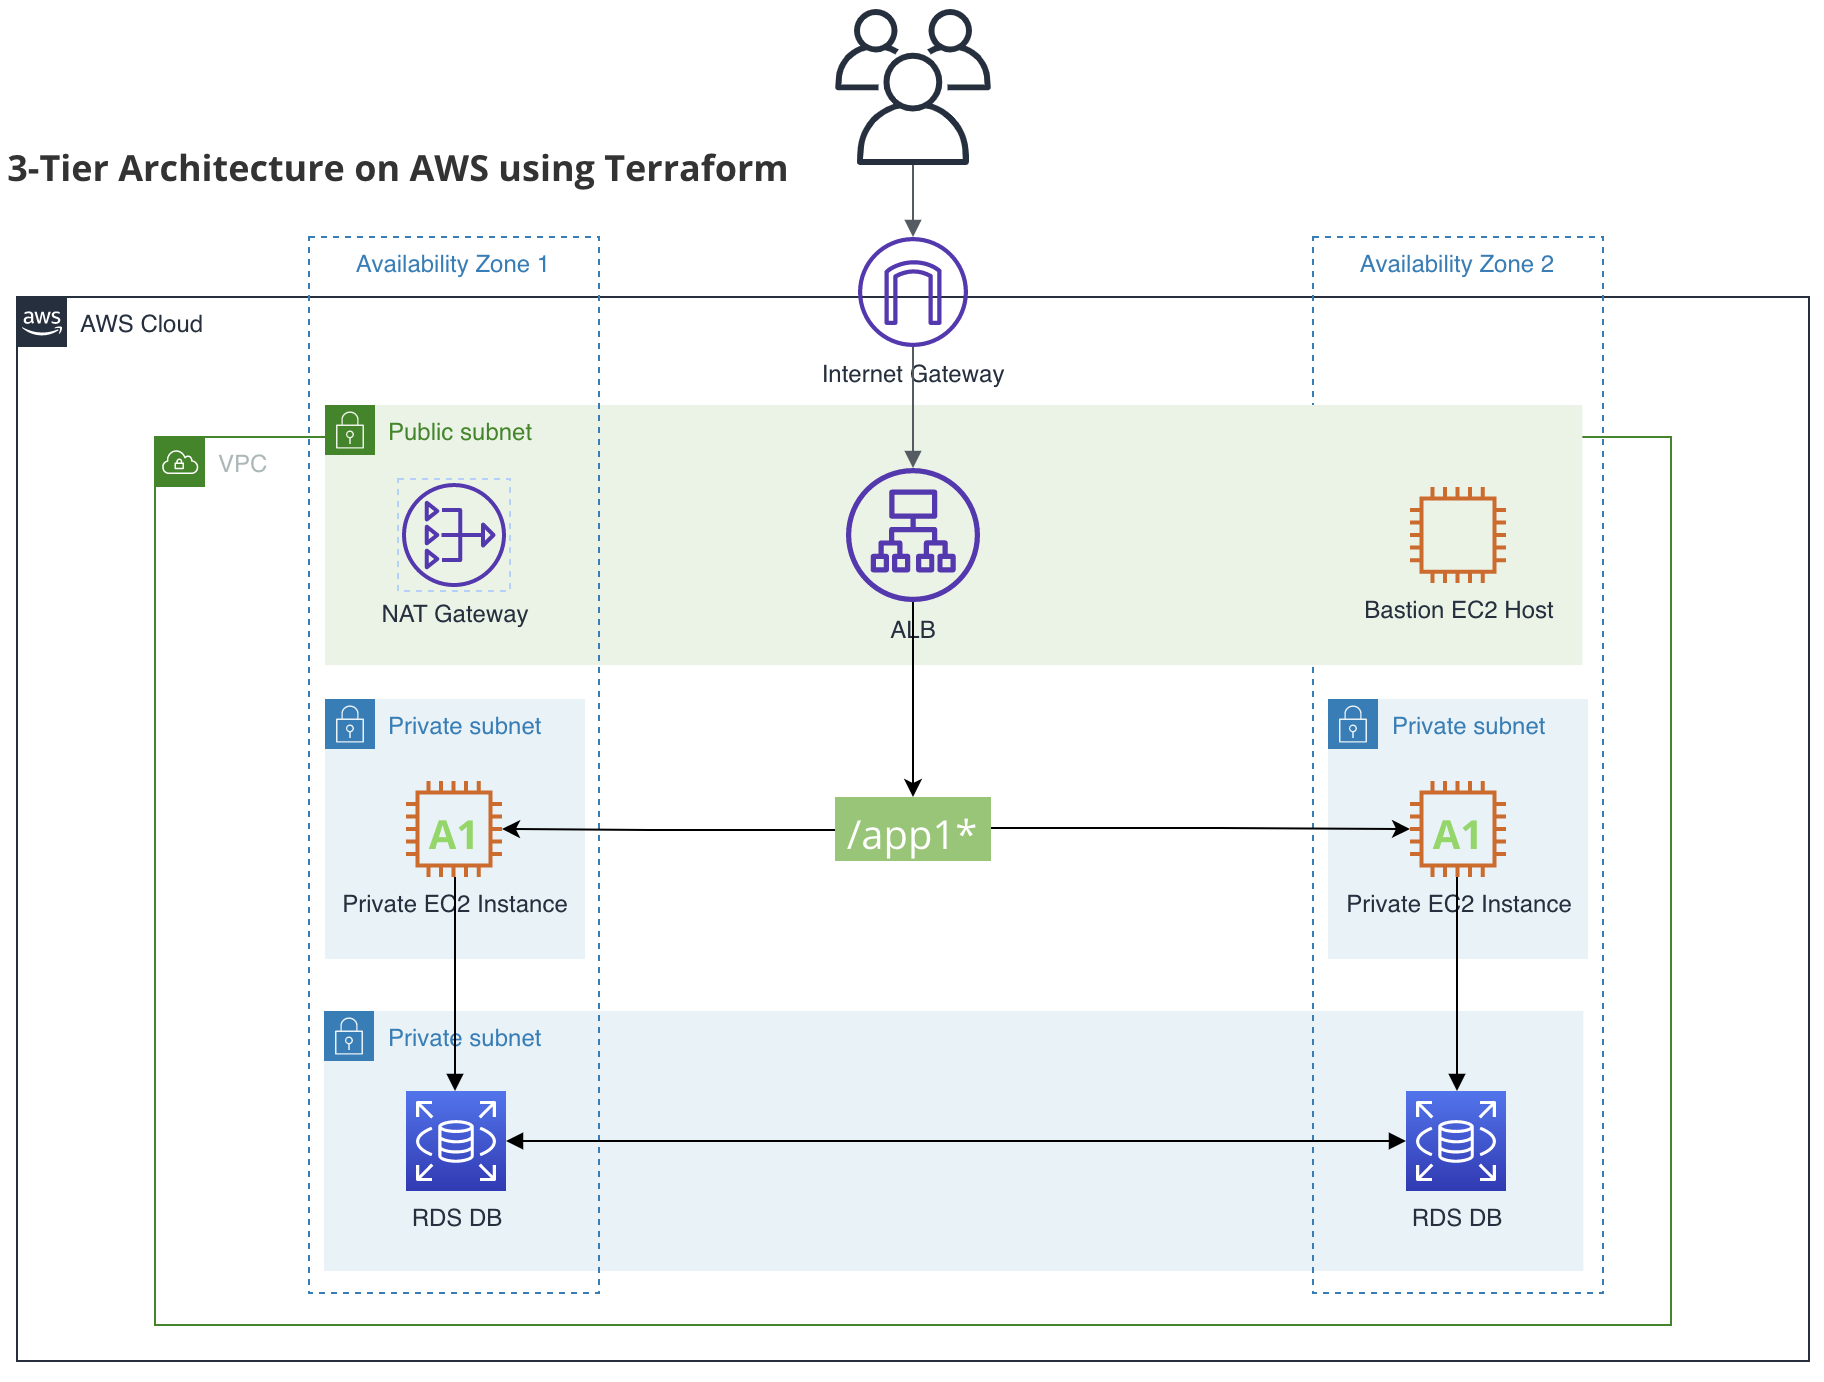 3-Tier Architecture on AWS using Terraform
Availability Zone 1
Availability Zone 2
aws
AWS Cloud
Internet Gateway
Public subnet
VPC
NAT Gateway
ALB
Bastion EC2 Host
Private subnet
Private subnet
A1
/app1*
A1
Private EC2 Instance
Private EC2 Instance
Private subnet
RDS DB
RDS DB